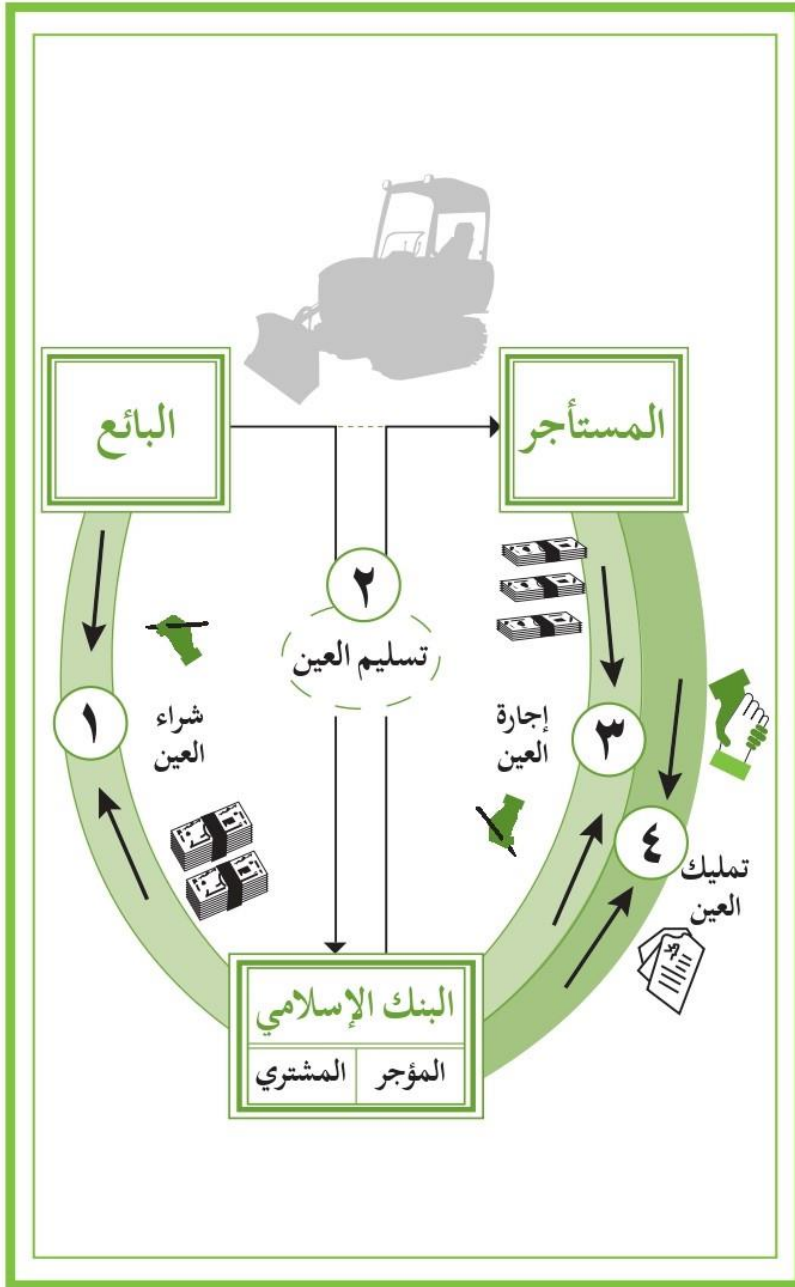 المستأجر
البائع
٢
تسليم العين
شراء
العين
١
إجارة
العين
٣
٤
تمليك
العين
البنك الإسلامي
المؤجر
المشتري